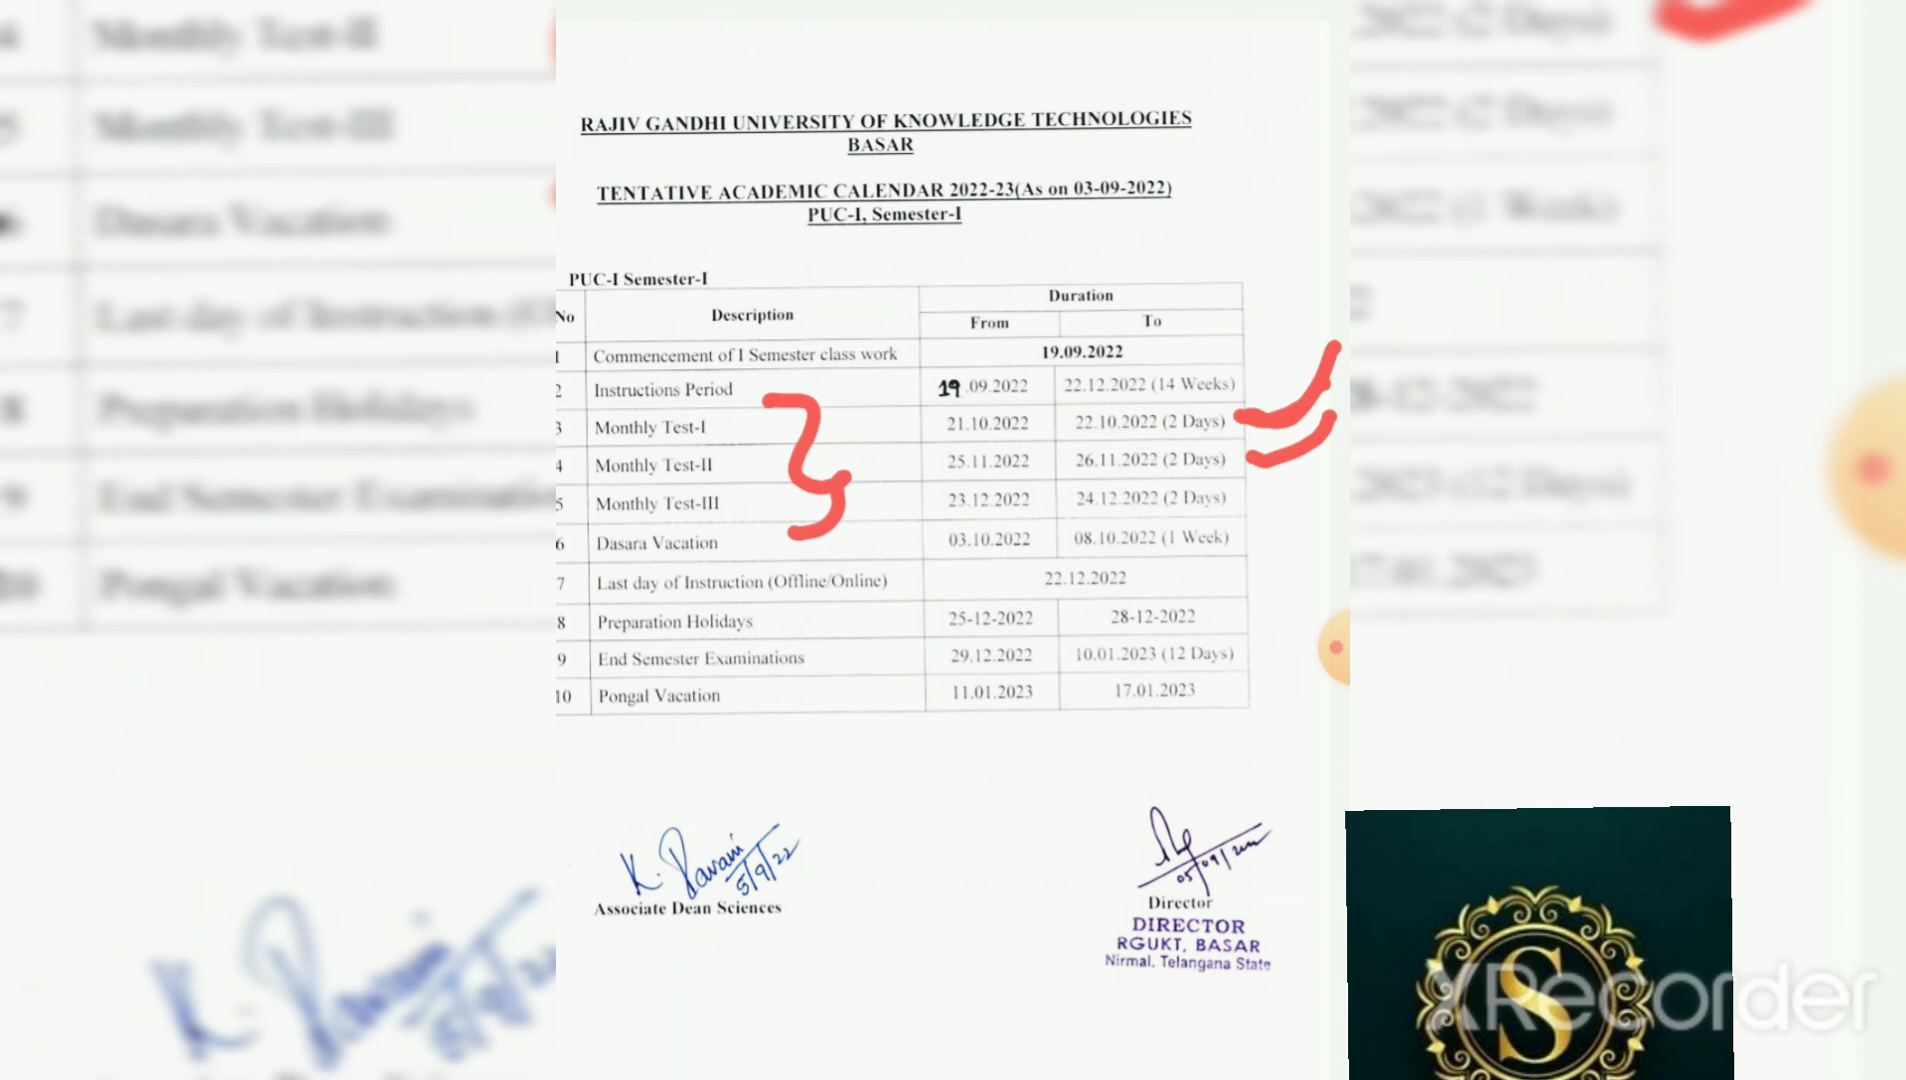 RAJIV GANDHI UNIVERSITY OF KNOWLEDGE TECHNOLOGIES
BASAR
TENTATIVE ACADEMIC CALENDAR 2022-23(As on 03-09-2022)
PUC-I, Semester-I
PUC-I Semester-I
No Description Duration
From To
1 Commencement of I Semester class work 19.09.2022
2 Instructions Period 19.09.2022 22.12.2022 (14 Weeks)
3 Monthly Test-I 21.10.2022 22.10.2022 (2 Days)
4 Monthly Test-II 25.11.2022 26.11.2022 (2 Days)
5 Monthly Test-III 23.12.2022 24.12.2022 (2 Days)
6 Dasara Vacation 03.10.2022 08.10.2022 (1 Week)
7 Last day of Instruction (Offline/Online) 22.12.2022
8 Preparation Holidays 25-12-2022 28-12-2022
9 End Semester Examinations 29.12.2022 10.01.2023 (12 Days)
10 Pongal Vacation 11.01.2023 17.01.2023
K. Pavani
5/9/22
Associate Dean Sciences
Director
DIRECTOR
RGUKT, BASAR
Nirmal, Telangana State
S
XRecorder